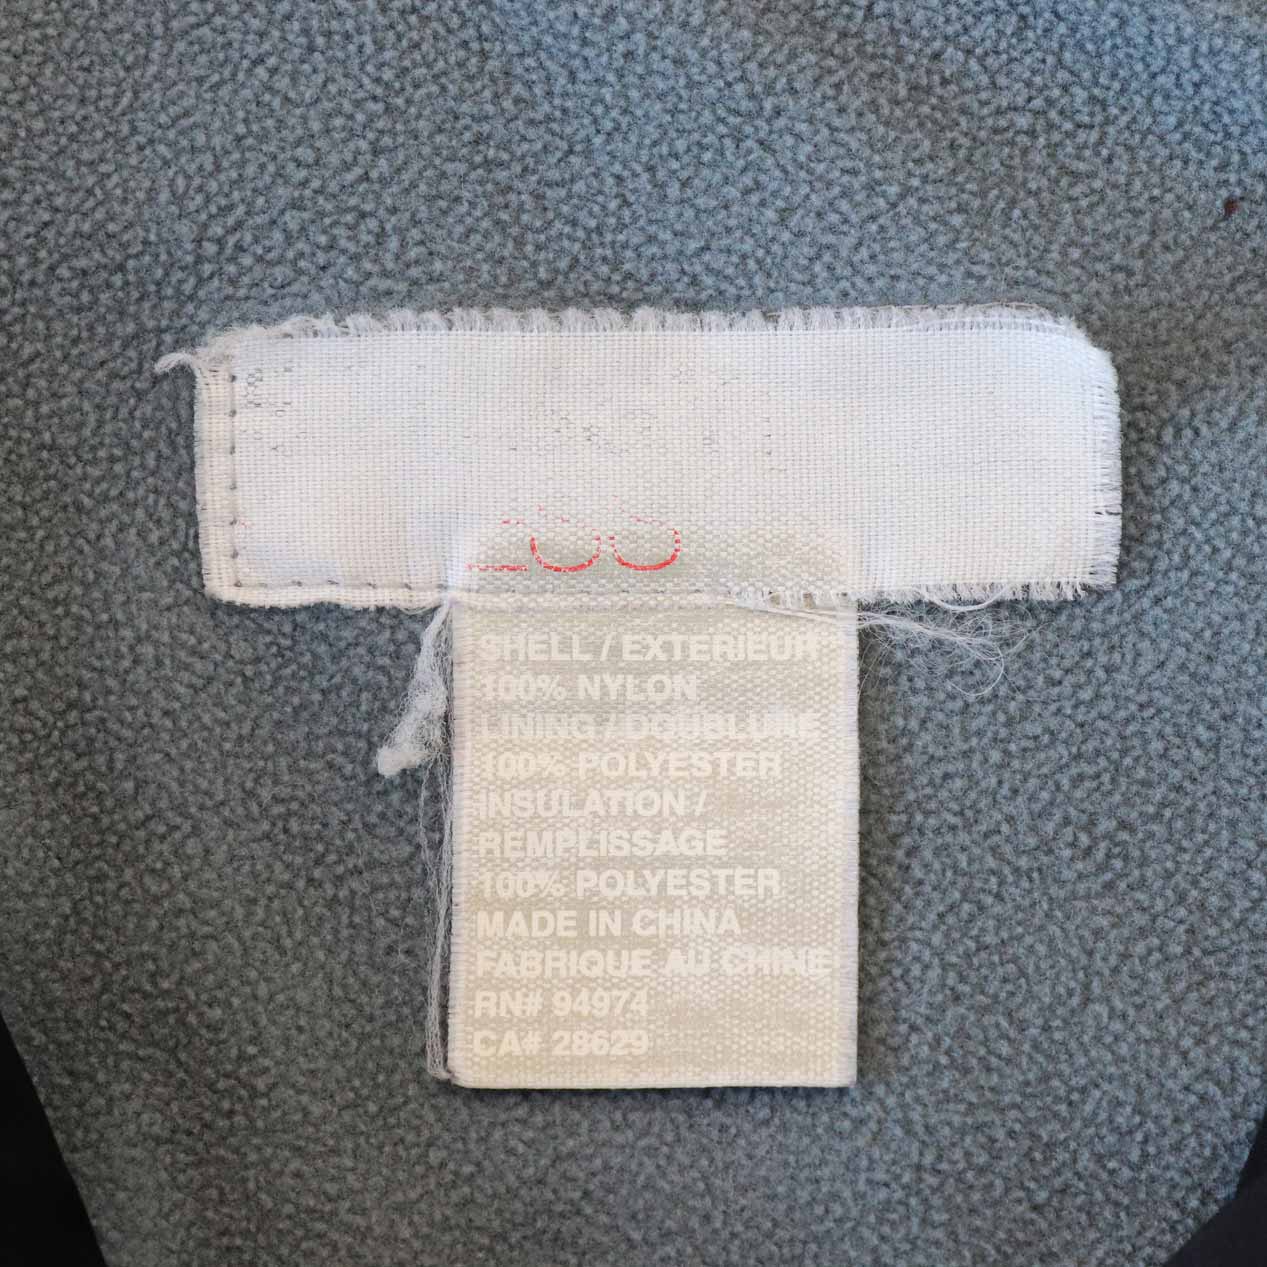 SHELL / EXTERIEUR
100% NYLON
LINING / DOUBLURE
100% POLYESTER
INSULATION /
REMPLISSAGE
100% POLYESTER
MADE IN CHINA
FABRIQUE AU CHINE
RN# 94974
CA# 28629